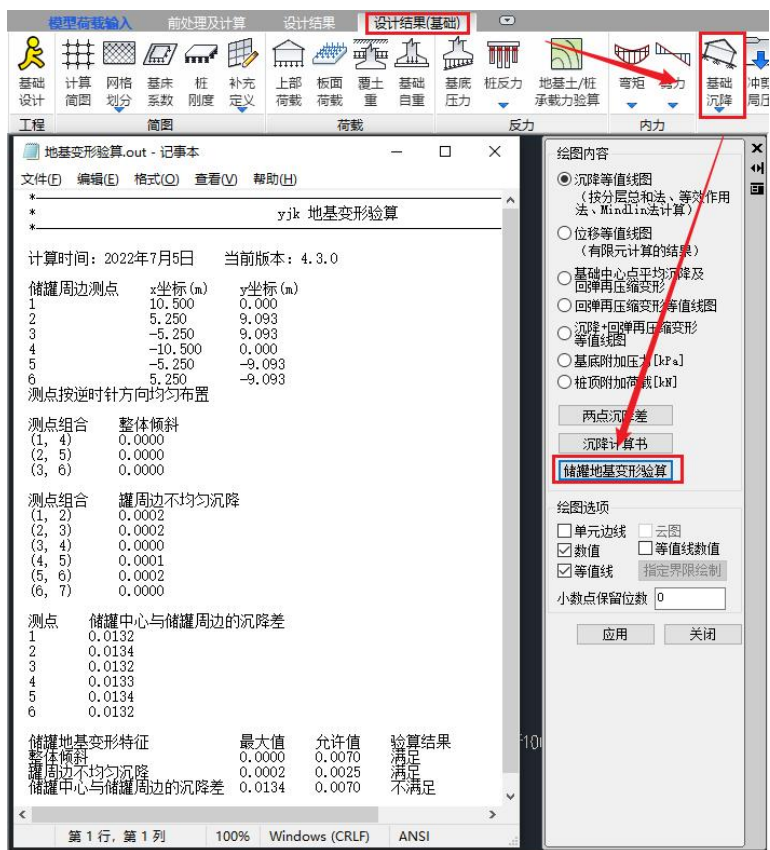 模型荷载输入 前处理及计算 设计结果 设计结果(基础)
基础设计 计算简图 网格划分 基床系数 桩刚度 补充定义 上部荷载 板面荷载 覆土重 基础自重 基底压力 桩反力 地基土/桩承载力验算 弯矩 剪力 基础沉降 冲剪局压
工程 简图 荷载 反力 内力
地基变形验算.out - 记事本
文件(F) 编辑(E) 格式(O) 查看(V) 帮助(H)
yjk 地基变形验算
计算时间: 2022年7月5日 当前版本: 4.3.0
储罐周边测点 x坐标(m) y坐标(m)
1 10.500 0.000
2 5.250 9.093
3 -5.250 9.093
4 -10.500 0.000
5 -5.250 -9.093
6 5.250 -9.093
测点按逆时针方向均匀布置
测点组合 整体倾斜
(1, 4) 0.0000
(2, 5) 0.0000
(3, 6) 0.0000
测点组合 罐周边不均匀沉降
(1, 2) 0.0002
(2, 3) 0.0002
(3, 4) 0.0000
(4, 5) 0.0001
(5, 6) 0.0002
(6, 7) 0.0000
测点 储罐中心与储罐周边的沉降差
1 0.0132
2 0.0134
3 0.0132
4 0.0133
5 0.0134
6 0.0132
储罐地基变形特征 最大值 允许值 验算结果
整体倾斜 0.0000 0.0070 满足
罐周边不均匀沉降 0.0002 0.0025 满足
储罐中心与储罐周边的沉降差 0.0134 0.0070 不满足
第 1 行, 第 1 列 100% Windows (CRLF) ANSI
绘图内容
沉降等值线图
(按分层总和法、等效作用
法、Mindlin法计算)
位移等值线图
(有限元计算的结果)
基础中心点平均沉降及
回弹再压缩变形
回弹再压缩变形等值线图
沉降+回弹再压缩变形
等值线图
基底附加压力[kPa]
桩顶附加荷载[kN]
两点沉降差
沉降计算书
储罐地基变形验算
绘图选项
单元边线 云图
数值 等值线数值
等值线 指定界限绘制
小数点保留位数 0
应用 关闭